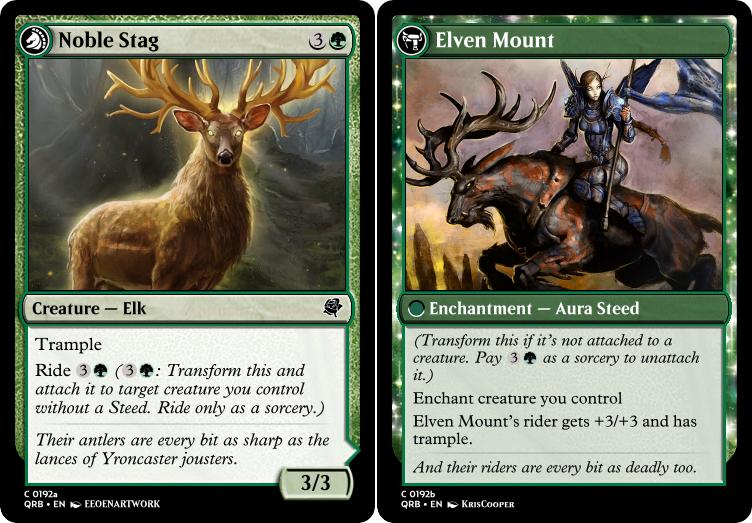 Noble Stag 3
Creature — Elk
Trample
Ride 3 (3: Transform this and
attach it to target creature you control
without a Steed. Ride only as a sorcery.)
Their antlers are every bit as sharp as the
lances of Yroncaster jousters.
3/3
C 0192a
QRB • EN EEOENARTWORK
Elven Mount
Enchantment — Aura Steed
(Transform this if it's not attached to a
creature. Pay 3 as a sorcery to unattach
it.)
Enchant creature you control
Elven Mount's rider gets +3/+3 and has
trample.
And their riders are every bit as deadly too.
C 0192b
QRB • EN KrisCooper